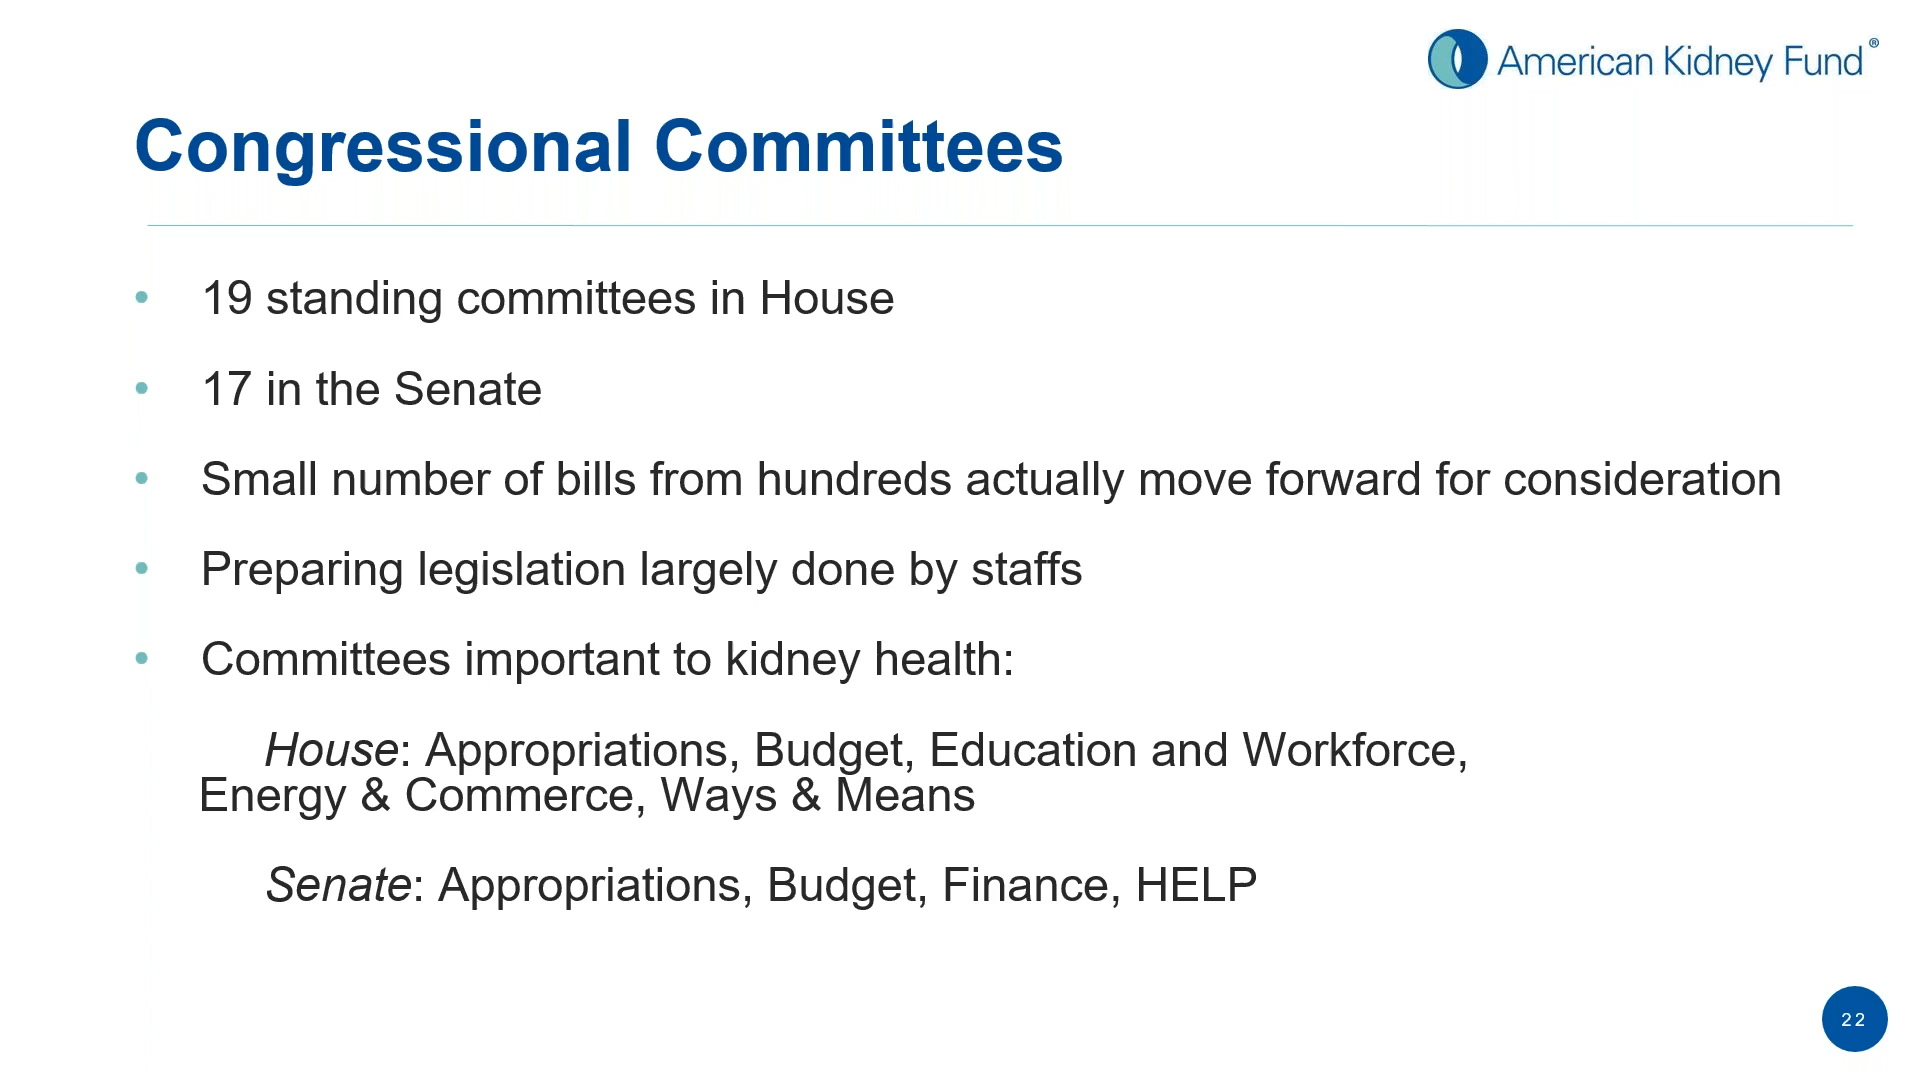 American Kidney Fund®
Congressional Committees
• 19 standing committees in House
• 17 in the Senate
• Small number of bills from hundreds actually move forward for consideration
• Preparing legislation largely done by staffs
• Committees important to kidney health:
House: Appropriations, Budget, Education and Workforce,
Energy & Commerce, Ways & Means
Senate: Appropriations, Budget, Finance, HELP
22